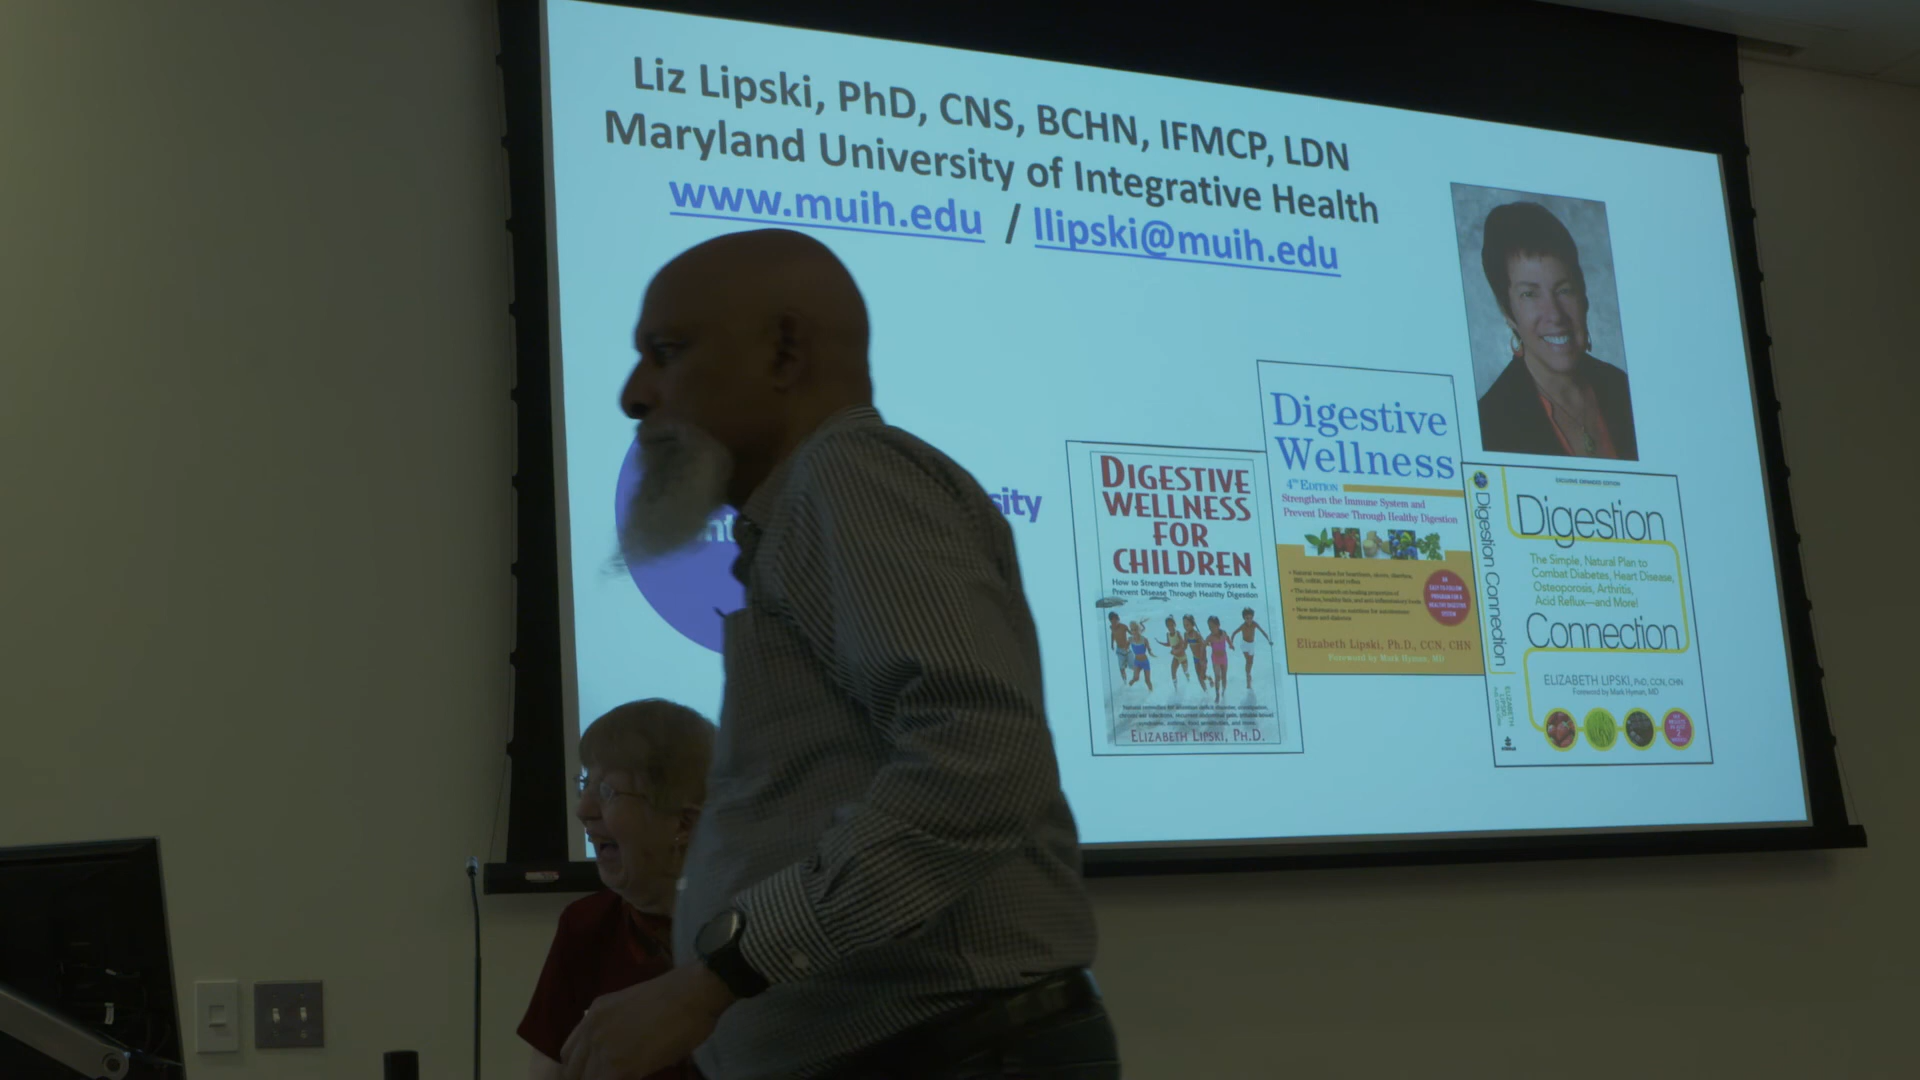 Liz Lipski, PhD, CNS, BCHN, IFMCP, LDN
Maryland University of Integrative Health
www.muih.edu / llipski@muih.edu
sity
DIGESTIVE
WELLNESS
FOR
CHILDREN
How to Strengthen the Immune System &
Prevent Disease Through Healthy Digestion
ELIZABETH LIPSKI, PH.D.
Digestive
Wellness
4TH EDITION
Strengthen the Immune System and
Prevent Disease Through Healthy Digestion
Elizabeth Lipski, Ph.D., CCN, CHN
Foreword by Mark Hyman, MD
Digestion Connection
Digestion
The Simple, Natural Plan to
Combat Diabetes, Heart Disease,
Osteoporosis, Arthritis,
Acid Reflux—and More!
Connection
ELIZABETH LIPSKI, PhD, CCN, CHN
Foreword by Mark Hyman, MD